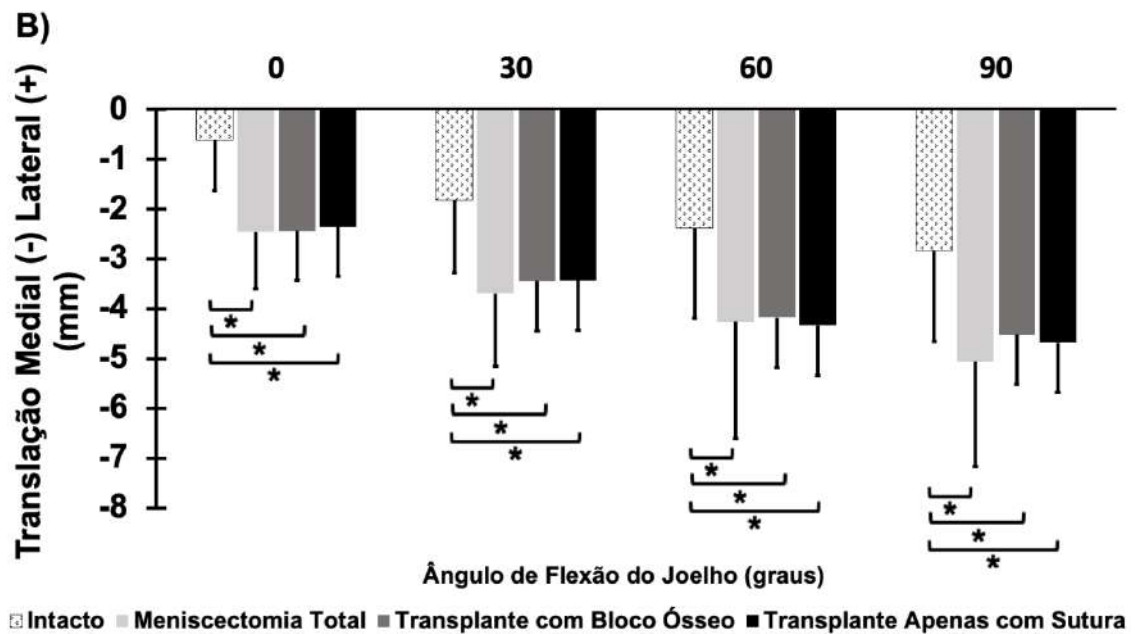 B)
Translação Medial (-) Lateral (+)
(mm)
0 30 60 90
0
-1
-2
-3
-4
-5
-6
-7
-8
* * * * * * * * * * * *
Ângulo de Flexão do Joelho (graus)
Intacto Meniscectomia Total Transplante com Bloco Ósseo Transplante Apenas com Sutura